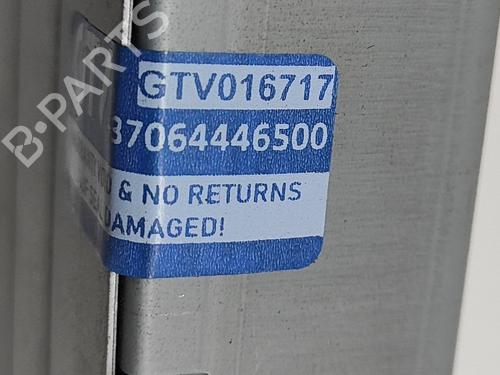 GTV016717
37064446500
& NO RETURNS
DAMAGED!
B-PARTS